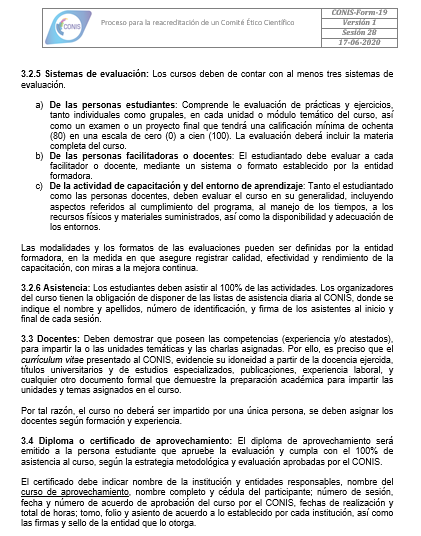 CONIS
Proceso para la reacreditación de un Comité Ético Científico
CONIS-Form-19
Versión 1
Sesión 28
17-06-2020
3.2.5 Sistemas de evaluación: Los cursos deben de contar con al menos tres sistemas de
evaluación.
a) De las personas estudiantes: Comprende le evaluación de prácticas y ejercicios,
tanto individuales como grupales, en cada unidad o módulo temático del curso, así
como un examen o un proyecto final que tendrá una calificación mínima de ochenta
(80) en una escala de cero (0) a cien (100). La evaluación deberá incluir la materia
completa del curso.
b) De las personas facilitadoras o docentes: El estudiantado debe evaluar a cada
facilitador o docente, mediante un sistema o formato establecido por la entidad
formadora.
c) De la actividad de capacitación y del entorno de aprendizaje: Tanto el estudiantado
como las personas docentes, deben evaluar el curso en su generalidad, incluyendo
aspectos referidos al cumplimiento del programa, al manejo de los tiempos, a los
recursos físicos y materiales suministrados, así como la disponibilidad y adecuación de
los entornos.
Las modalidades y los formatos de las evaluaciones pueden ser definidas por la entidad
formadora, en la medida en que asegure registrar calidad, efectividad y rendimiento de la
capacitación, con miras a la mejora continua.
3.2.6 Asistencia: Los estudiantes deben asistir al 100% de las actividades. Los organizadores
del curso tienen la obligación de disponer de las listas de asistencia diaria al CONIS, donde se
indique el nombre y apellidos, número de identificación, y firma de los asistentes al inicio y
final de cada sesión.
3.3 Docentes: Deben demostrar que poseen las competencias (experiencia y/o atestados),
para impartir la o las unidades temáticas y las charlas asignadas. Por ello, es preciso que el
currículum vitae presentado al CONIS, evidencie su idoneidad a partir de la docencia ejercida,
títulos universitarios y de estudios especializados, publicaciones, experiencia laboral, y
cualquier otro documento formal que demuestre la preparación académica para impartir las
unidades y temas asignados en el curso.
Por tal razón, el curso no deberá ser impartido por una única persona, se deben asignar los
docentes según formación y experiencia.
3.4 Diploma o certificado de aprovechamiento: El diploma de aprovechamiento será
emitido a la persona estudiante que apruebe la evaluación y cumpla con el 100% de
asistencia al curso, según la estrategia metodológica y evaluación aprobadas por el CONIS.
El certificado debe indicar nombre de la institución y entidades responsables, nombre del
curso de aprovechamiento, nombre completo y cédula del participante; número de sesión,
fecha y número de acuerdo de aprobación del curso por el CONIS, fechas de realización y
total de horas; tomo, folio y asiento de acuerdo a lo establecido por cada institución, así como
las firmas y sello de la entidad que lo otorga.